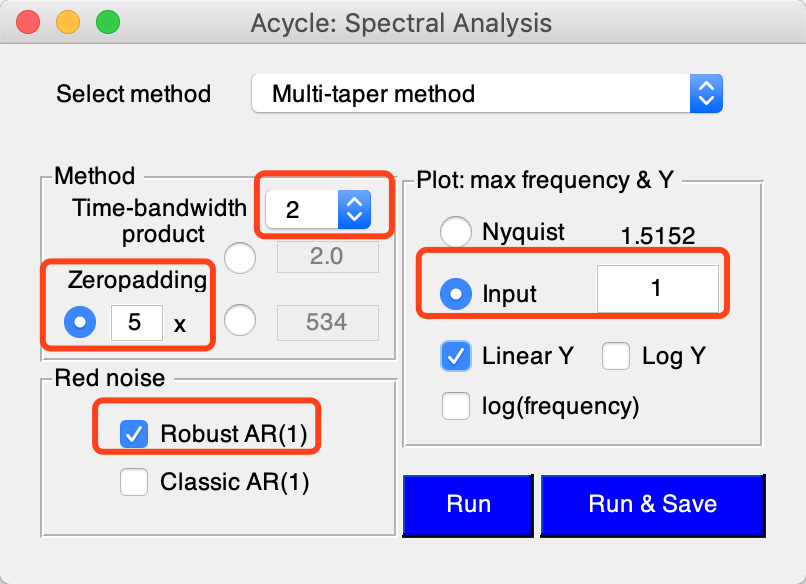 Acycle: Spectral Analysis
Select method
Multi-taper method
Method
Time-bandwidth
product
2
2.0
Zeropadding
5
x
534
Plot: max frequency & Y
Nyquist
1.5152
Input
1
Linear Y
Log Y
log(frequency)
Red noise
Robust AR(1)
Classic AR(1)
Run
Run & Save